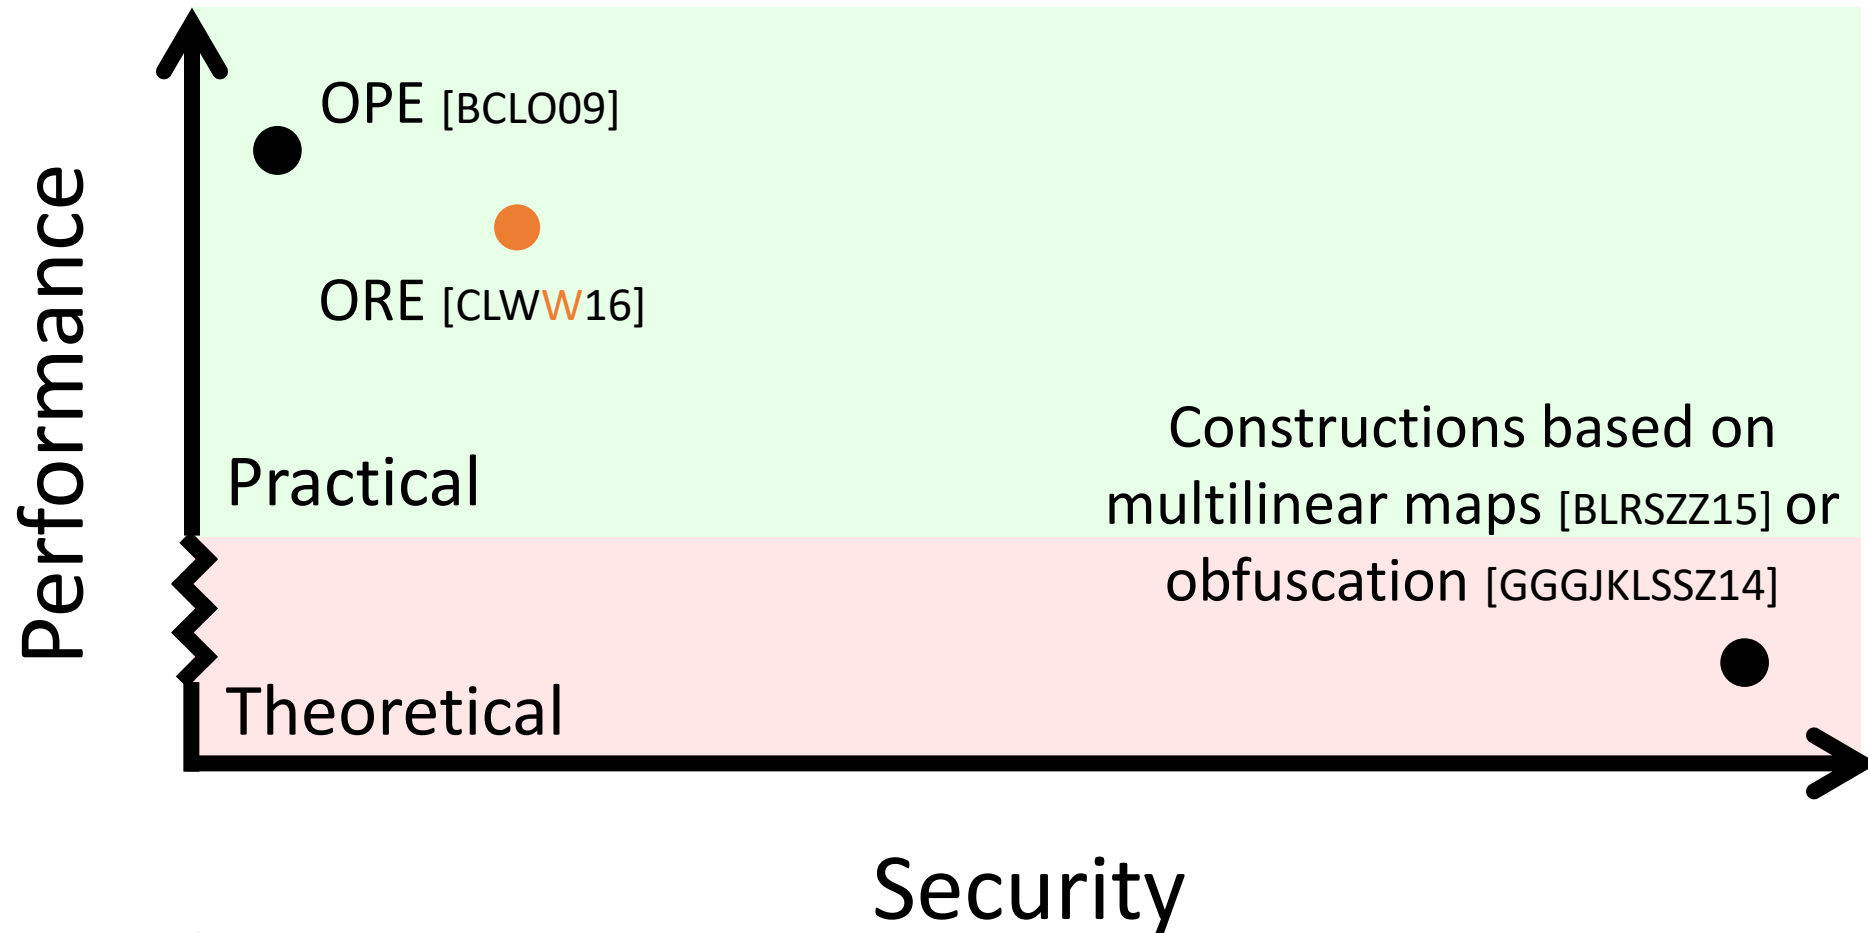 Performance
OPE [BCLO09]
ORE [CLWW16]
Practical
Constructions based on
multilinear maps [BLRSZZ15] or
obfuscation [GGGJKLSSZ14]
Theoretical
Security